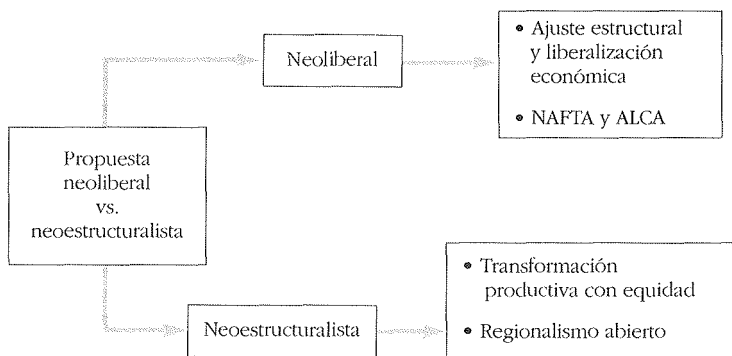 Propuesta
neoliberal
vs.
neoestructuralista
Neoliberal
• Ajuste estructural
y liberalización
económica
• NAFTA y ALCA
Neoestructuralista
• Transformación
productiva con equidad
• Regionalismo abierto